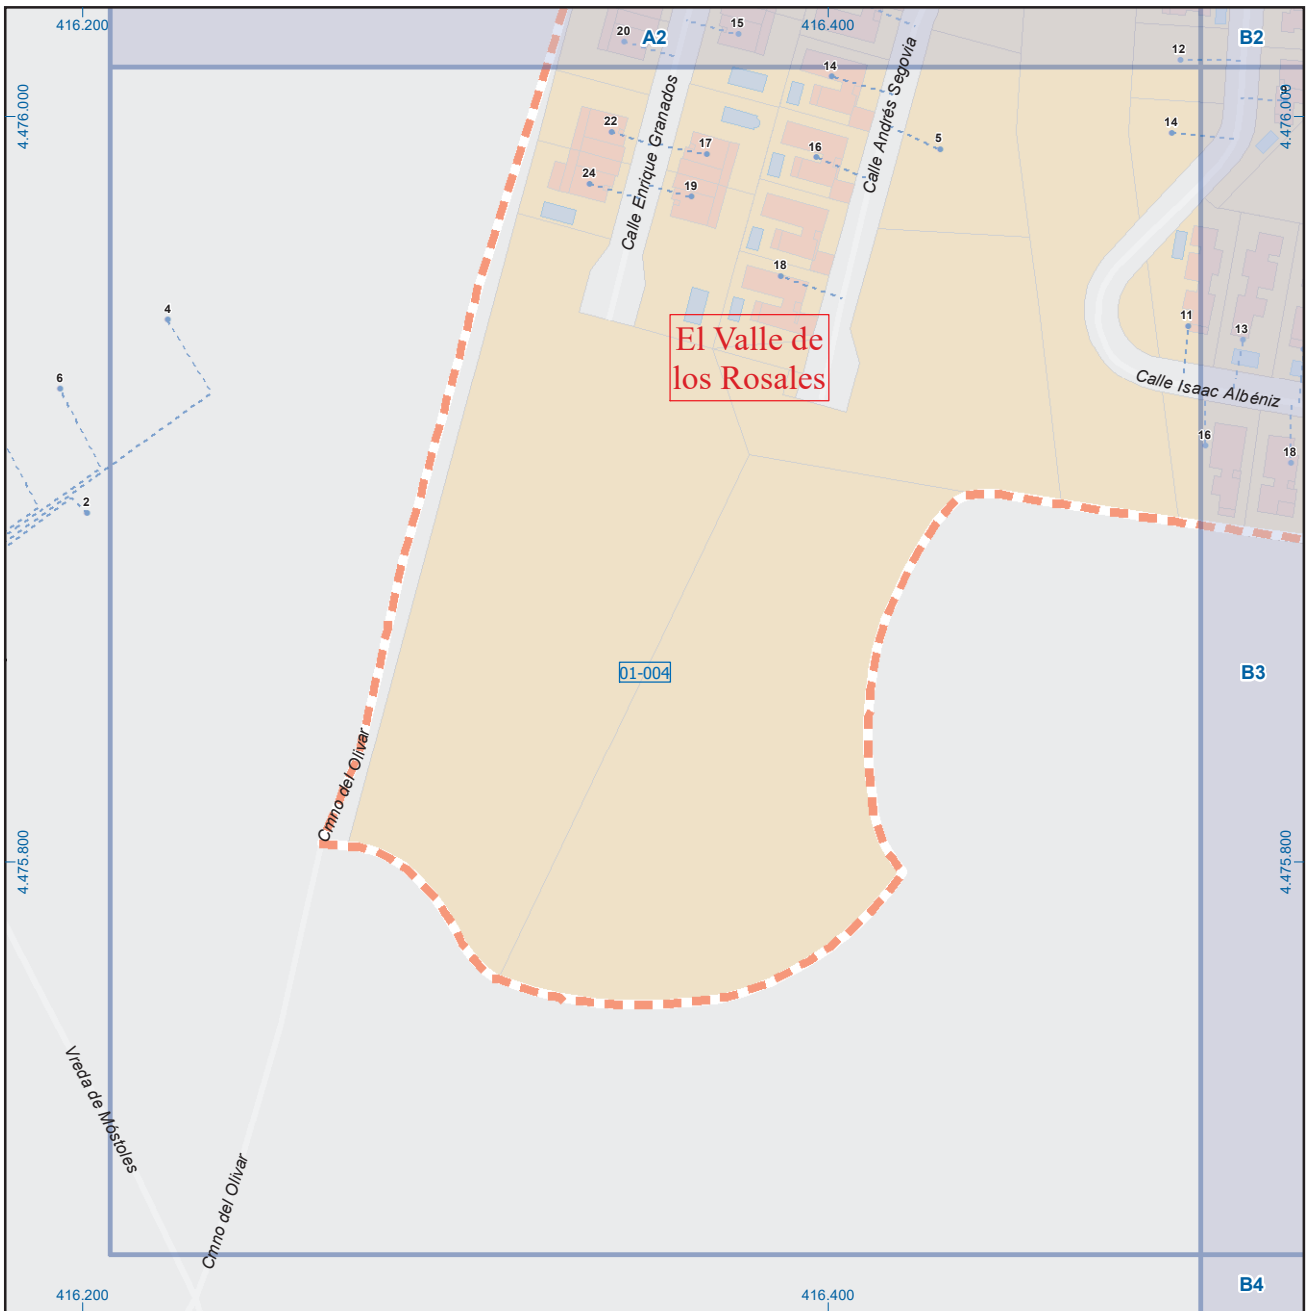 416.200
416.400
A2
B2
20
15
12
14
4.476.000
4.476.000
14
22
17
16
5
24
19
Calle Enrique Granados
Calle Andrés Segovia
18
4
6
2
11
13
El Valle de
los Rosales
Calle Isaac Albéniz
16
18
01-004
B3
Cmno del Olivar
4.475.800
4.475.800
Vreda de Móstoles
Cmno del Olivar
B4
416.200
416.400